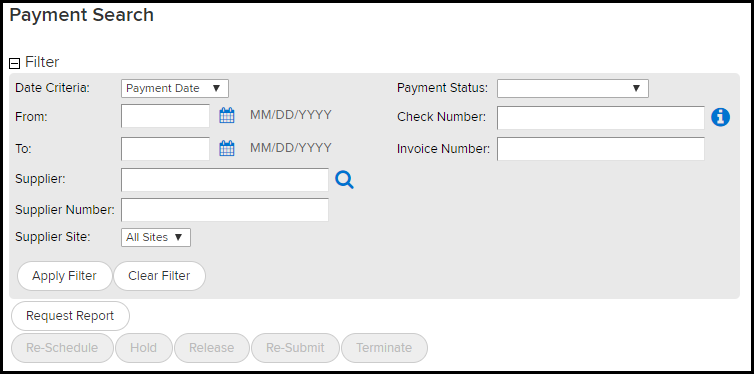 Payment Search
Filter
Date Criteria: Payment Date Payment Status:
From: MM/DD/YYYY Check Number:
To: MM/DD/YYYY Invoice Number:
Supplier:
Supplier Number:
Supplier Site: All Sites
Apply Filter Clear Filter
Request Report
Re-Schedule Hold Release Re-Submit Terminate